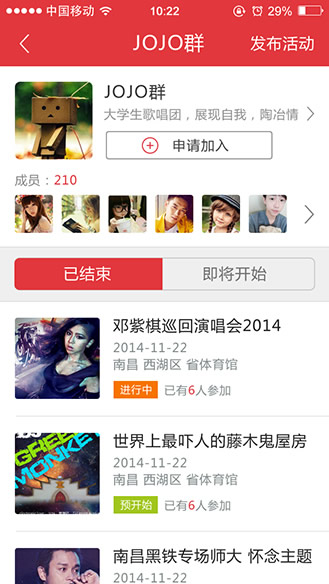 中国移动 10:22 29%
JOJO群 发布活动
JOJO群
大学生歌唱团，展现自我，陶冶情
申请加入
成员：210
已结束 即将开始
邓紫棋巡回演唱会2014
2014-11-22
南昌 西湖区 省体育馆
进行中 已有6人参加
GREE
MONKE
世界上最吓人的藤木鬼屋房
2014-11-22
南昌 西湖区 省体育馆
预开始 已有6人参加
南昌黑铁专场师大 怀念主题